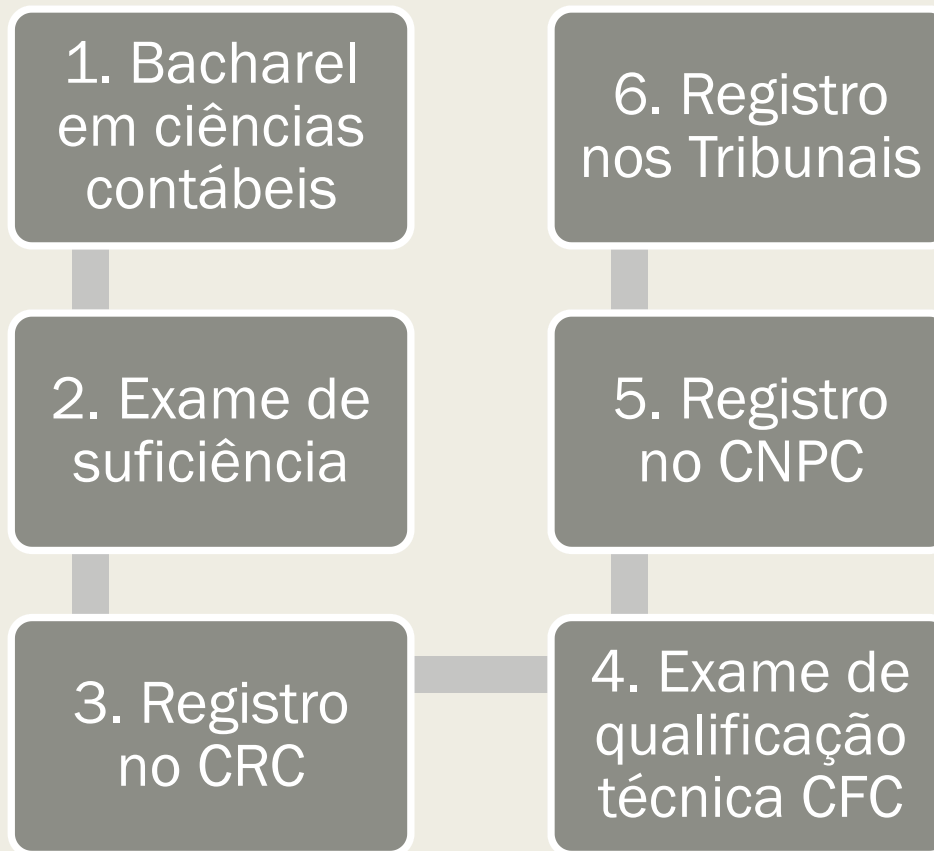 1. Bacharel
em ciências
contábeis
2. Exame de
suficiência
3. Registro
no CRC
4. Exame de
qualificação
técnica CFC
5. Registro
no CNPC
6. Registro
nos Tribunais